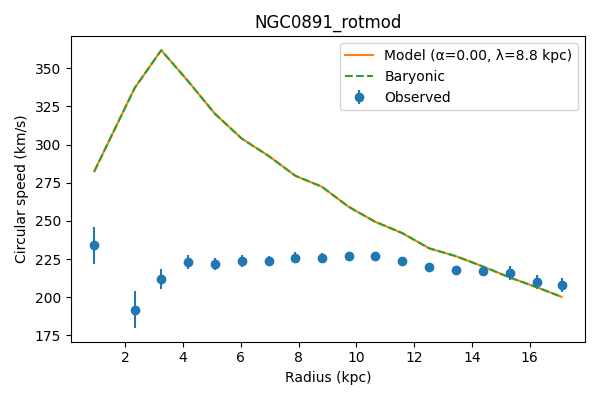 NGC0891_rotmod
Model (α=0.00, λ=8.8 kpc)
Baryonic
Observed
Circular speed (km/s)
350
325
300
275
250
225
200
175
2 4 6 8 10 12 14 16
Radius (kpc)